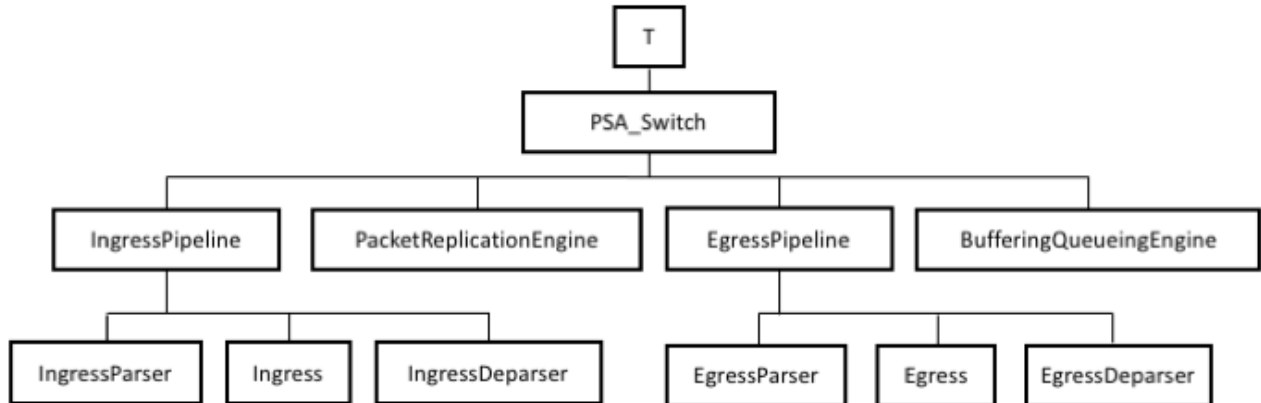 T
PSA_Switch
IngressPipeline
PacketReplicationEngine
EgressPipeline
BufferingQueueingEngine
IngressParser
Ingress
IngressDeparser
EgressParser
Egress
EgressDeparser